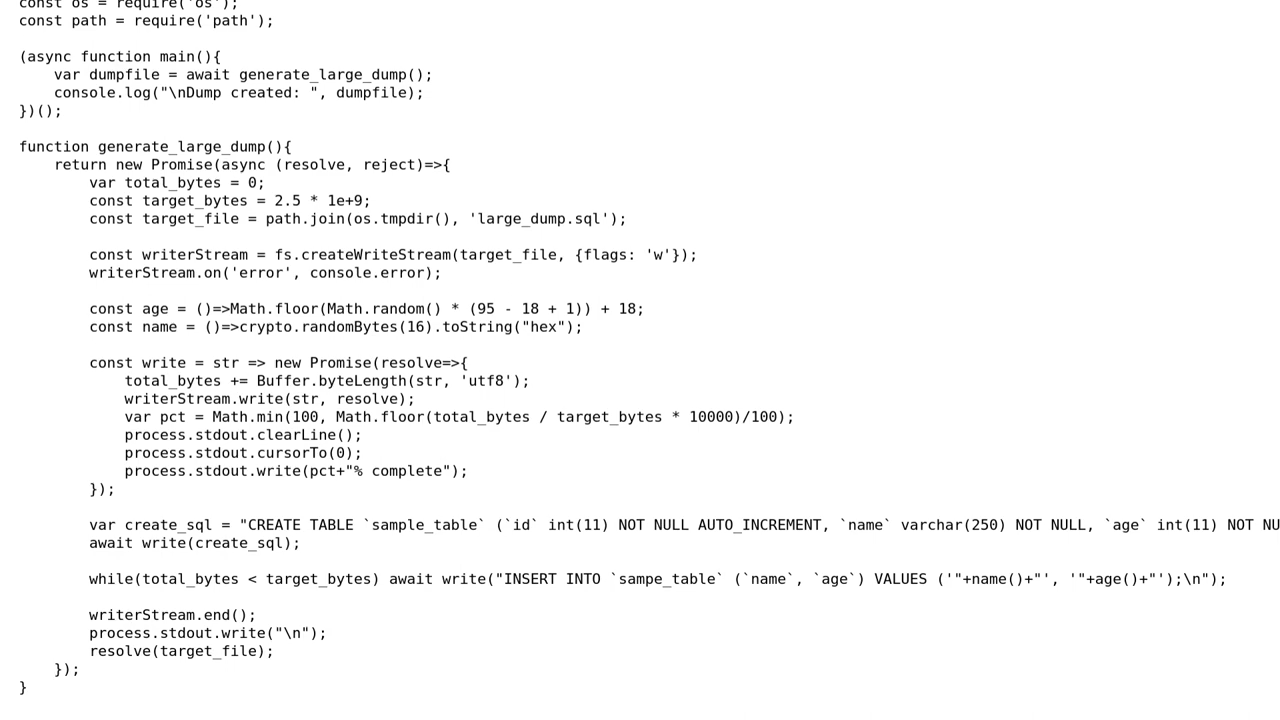 const os = require('os');
const path = require('path');

(async function main(){
    var dumpfile = await generate_large_dump();
    console.log("\nDump created: ", dumpfile);
})();

function generate_large_dump(){
    return new Promise(async (resolve, reject)=>{
        var total_bytes = 0;
        const target_bytes = 2.5 * 1e+9;
        const target_file = path.join(os.tmpdir(), 'large_dump.sql');

        const writerStream = fs.createWriteStream(target_file, {flags: 'w'});
        writerStream.on('error', console.error);

        const age = ()=>Math.floor(Math.random() * (95 - 18 + 1)) + 18;
        const name = ()=>crypto.randomBytes(16).toString("hex");

        const write = str => new Promise(resolve=>{
            total_bytes += Buffer.byteLength(str, 'utf8');
            writerStream.write(str, resolve);
            var pct = Math.min(100, Math.floor(total_bytes / target_bytes * 10000)/100);
            process.stdout.clearLine();
            process.stdout.cursorTo(0);
            process.stdout.write(pct+"% complete");
        });

        var create_sql = "CREATE TABLE `sample_table` (`id` int(11) NOT NULL AUTO_INCREMENT, `name` varchar(250) NOT NULL, `age` int(11) NOT NU
        await write(create_sql);

        while(total_bytes < target_bytes) await write("INSERT INTO `sampe_table` (`name`, `age`) VALUES ('"+name()+"', '"+age()+"');\n");

        writerStream.end();
        process.stdout.write("\n");
        resolve(target_file);
    });
}